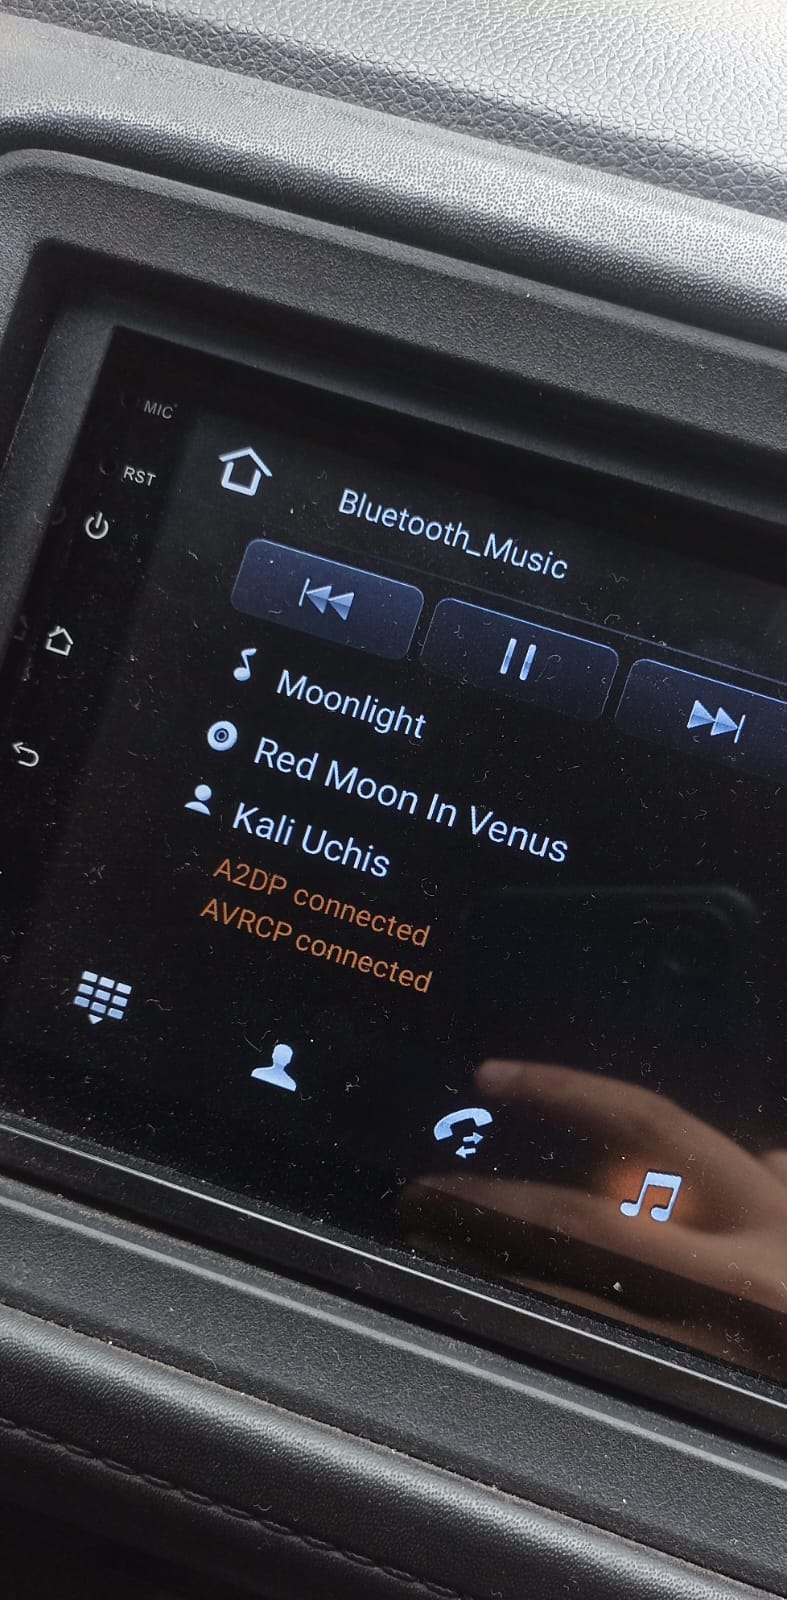 MIC
RST
Bluetooth_Music
Moonlight
Red Moon In Venus
Kali Uchis
A2DP connected
AVRCP connected